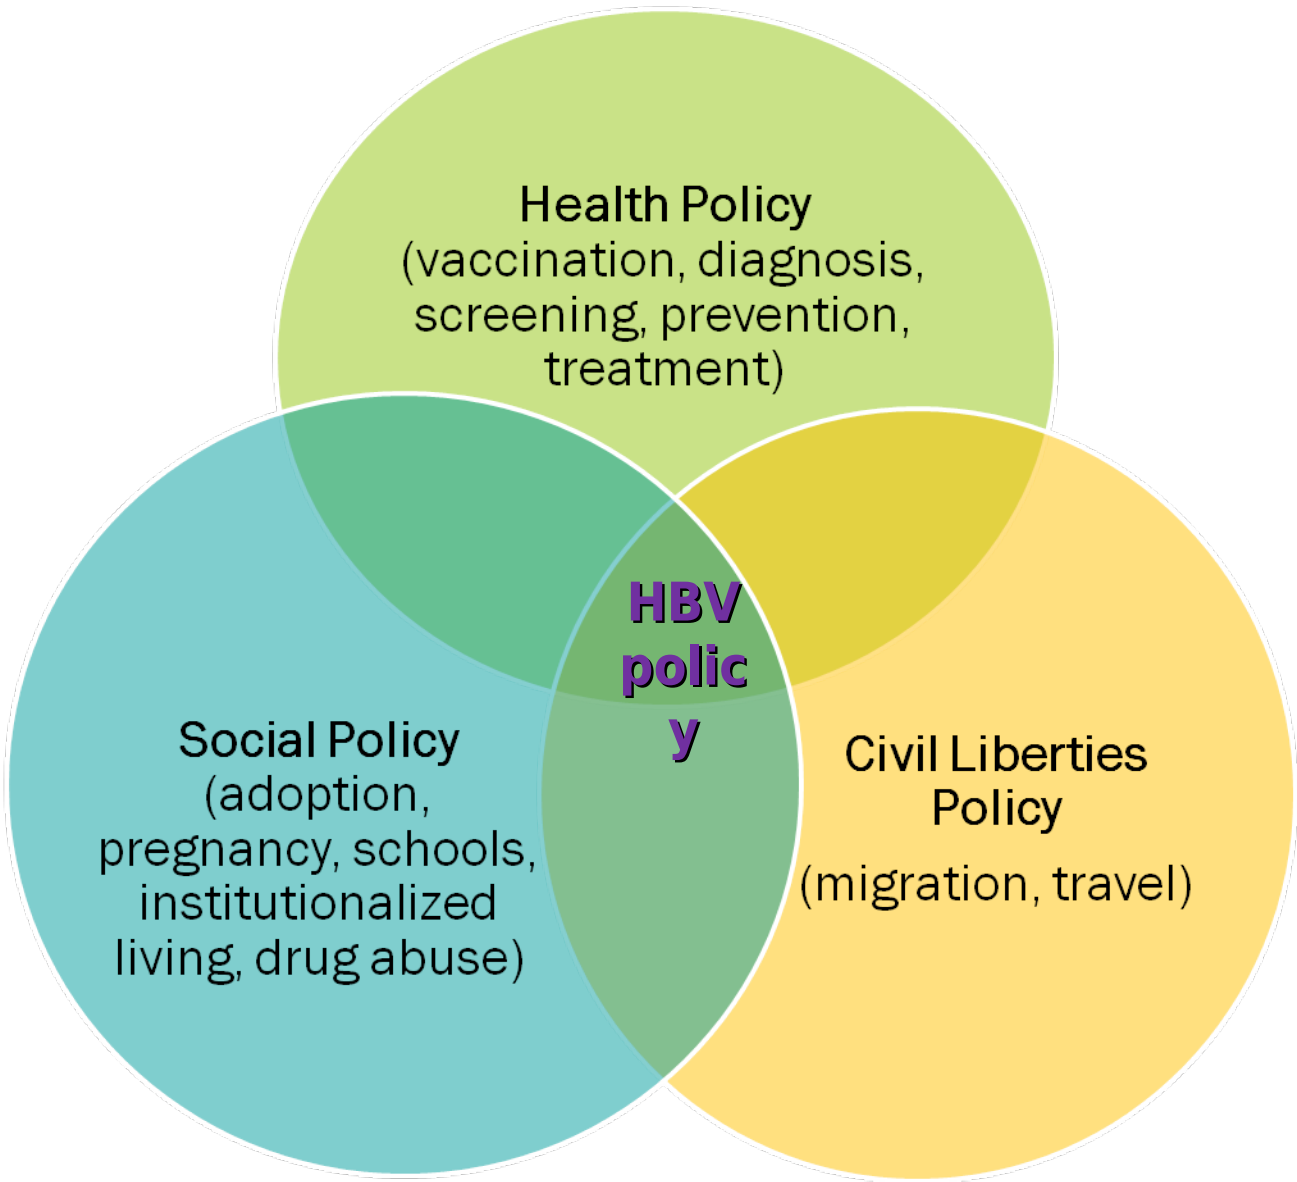 Health Policy
(vaccination, diagnosis,
screening, prevention,
treatment)
HBV
polic
y
Social Policy
(adoption,
pregnancy, schools,
institutionalized
living, drug abuse)
Civil Liberties
Policy
(migration, travel)